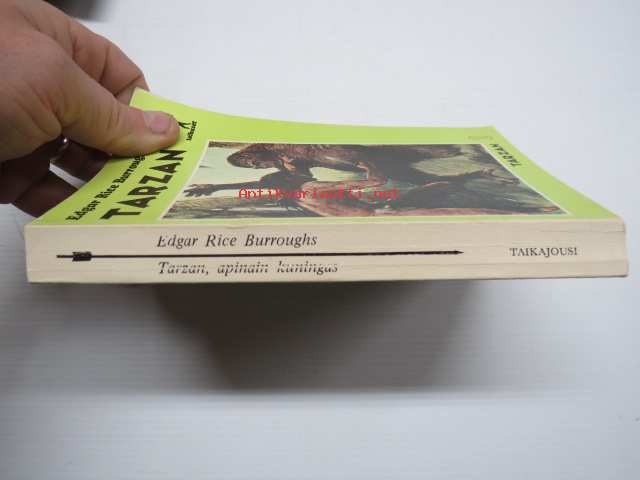 Edgar Rice Burroughs
TARZAN
TARZAN
Antikvariaatti.net
Edgar Rice Burroughs
Tarzan, apinain kuningas
TAIKAJOUSI